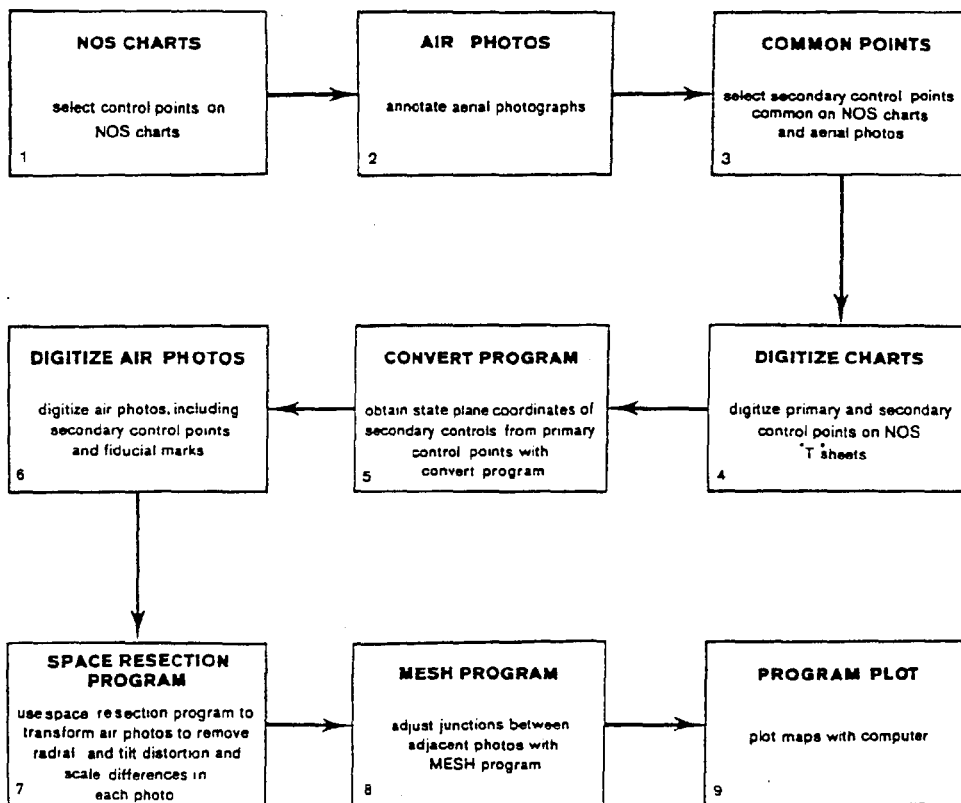 NOS CHARTS
select control points on
NOS charts
1
AIR PHOTOS
annotate aerial photographs
2
COMMON POINTS
select secondary control points
common on NOS charts
and aerial photos
3
DIGITIZE CHARTS
digitize primary and secondary
control points on NOS
"T" sheets
4
CONVERT PROGRAM
obtain state plane coordinates of
secondary controls from primary
control points with
convert program
5
DIGITIZE AIR PHOTOS
digitize air photos, including
secondary control points
and fiducial marks
6
SPACE RESECTION
PROGRAM
use space resection program to
transform air photos to remove
radial and tilt distortion and
scale differences in
each photo
7
MESH PROGRAM
adjust junctions between
adjacent photos with
MESH program
8
PROGRAM PLOT
plot maps with computer
9